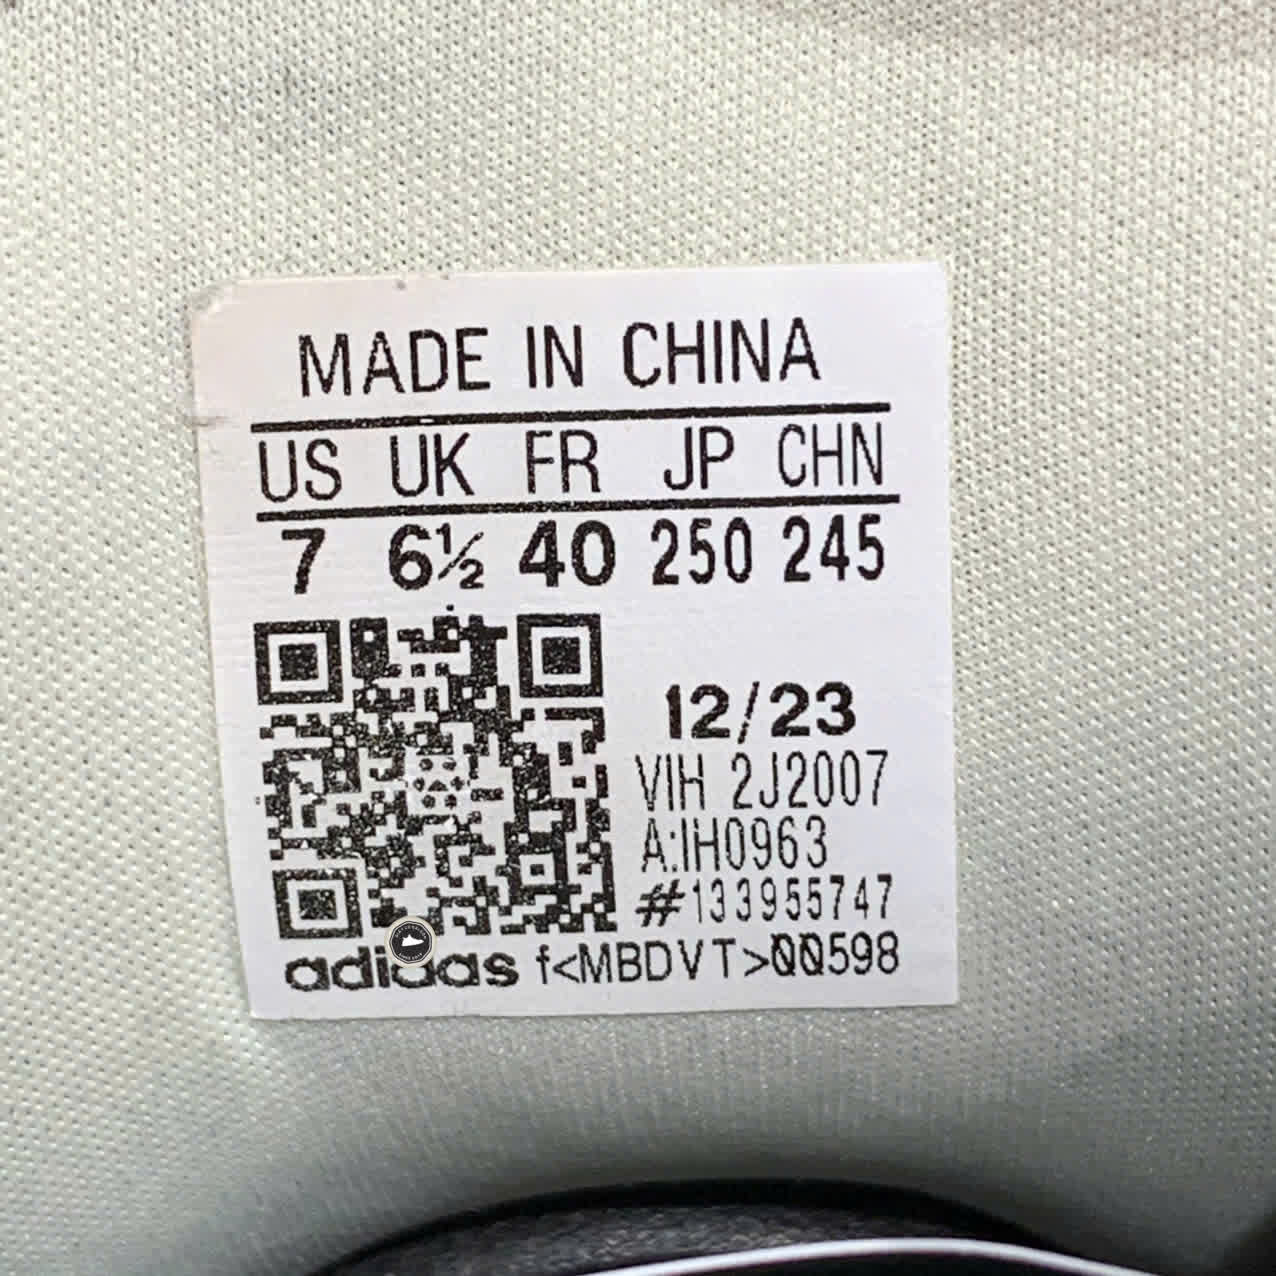 MADE IN CHINA
US UK FR JP CHN
7 6½ 40 250 245
12/23
VIH 2J2007
A:IH0963
#133955747
adidas f<MBDVT>00598